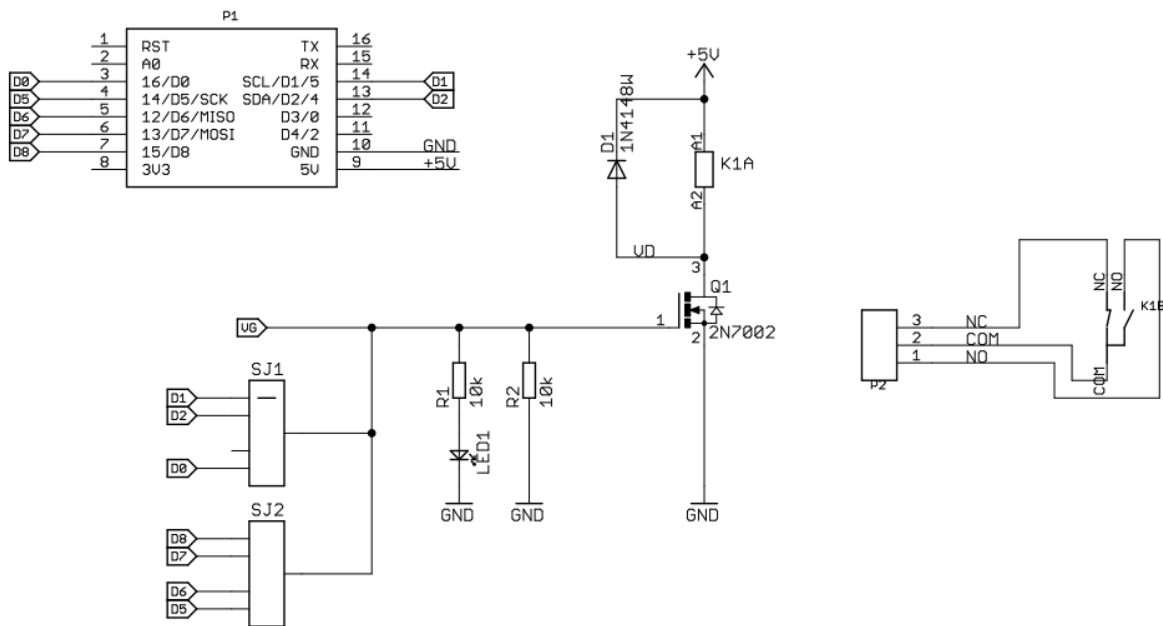 P1
1 RST TX 16
2 A0 RX 15
D0 3 16/D0 SCL/D1/5 14 D1
D5 4 14/D5/SCK SDA/D2/4 13 D2
D6 5 12/D6/MISO D3/0 12
D7 6 13/D7/MOSI D4/2 11
D8 7 15/D8 GND 10 GND
8 3V3 5V 9 +5V
+5V
D1
1N4148W
A1
K1A
A2
VD
3
Q1
1
2
2N7002
VG
R1
10k
R2
10k
LED1
GND
GND
GND
SJ1
D1
D2
D0
SJ2
D8
D7
D6
D5
NC
NO
K1B
COM
3 NC
2 COM
1 NO
P2